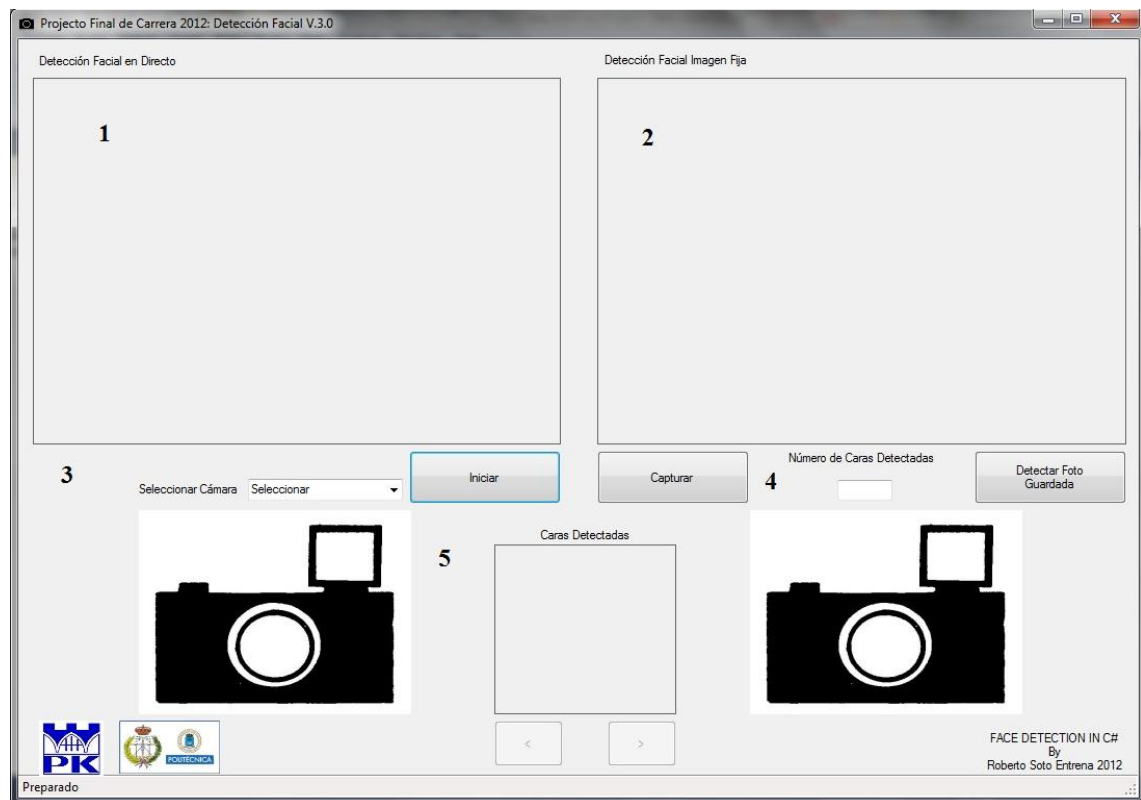 Projecto Final de Carrera 2012: Detección Facial V.3.0
Detección Facial en Directo
Detección Facial Imagen Fija
1
2
3
Seleccionar Cámara
Seleccionar
Iniciar
Capturar
Número de Caras Detectadas
4
Detectar Foto
Guardada
5
Caras Detectadas
<
>
PK
POLITÉCNICA
FACE DETECTION IN C#
By
Roberto Soto Entrena 2012
Preparado